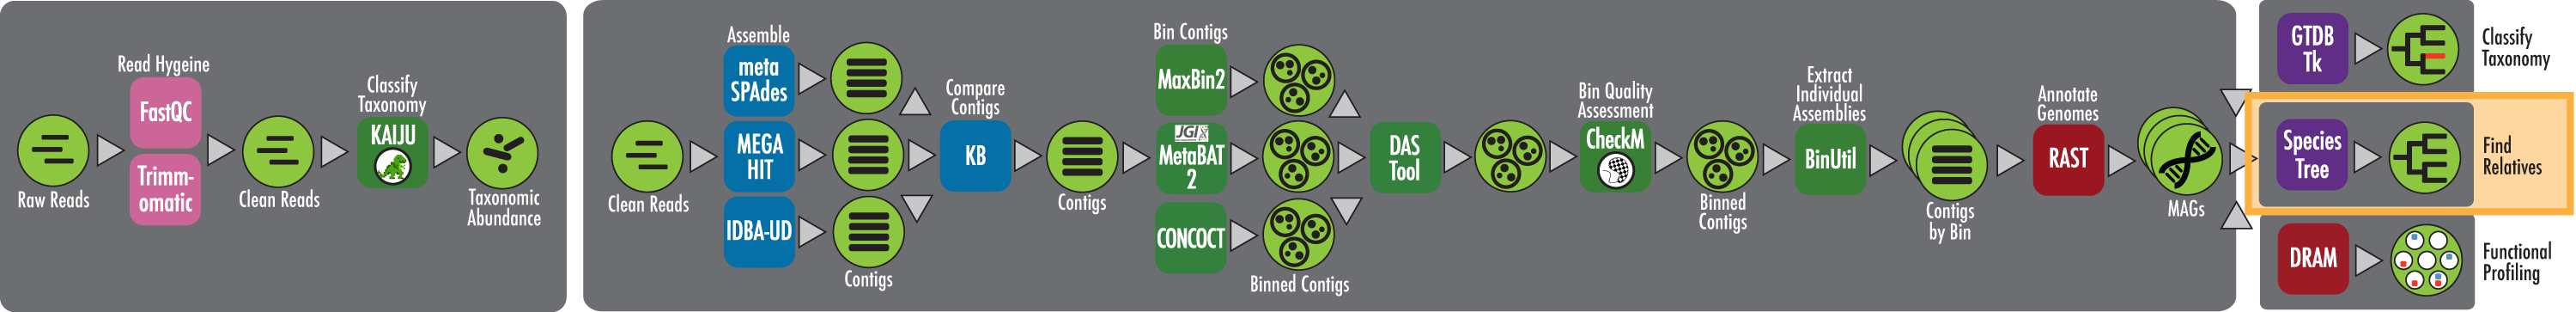 Raw Reads
Read Hygeine
FastQC
Trimm-
omatic
Clean Reads
Classify
Taxonomy
KAIJU
Taxonomic
Abundance
Clean Reads
Assemble
meta
SPAdes
MEGA
HIT
IDBA-UD
Contigs
Compare
Contigs
KB
Contigs
Bin Contigs
MaxBin2
JGI
MetaBAT
2
CONCOCT
Binned Contigs
DAS
Tool
Bin Quality
Assessment
CheckM
Binned
Contigs
Extract
Individual
Assemblies
BinUtil
Contigs
by Bin
Annotate
Genomes
RAST
MAGs
GTDB
Tk
Classify
Taxonomy
Species
Tree
Find
Relatives
DRAM
Functional
Profiling